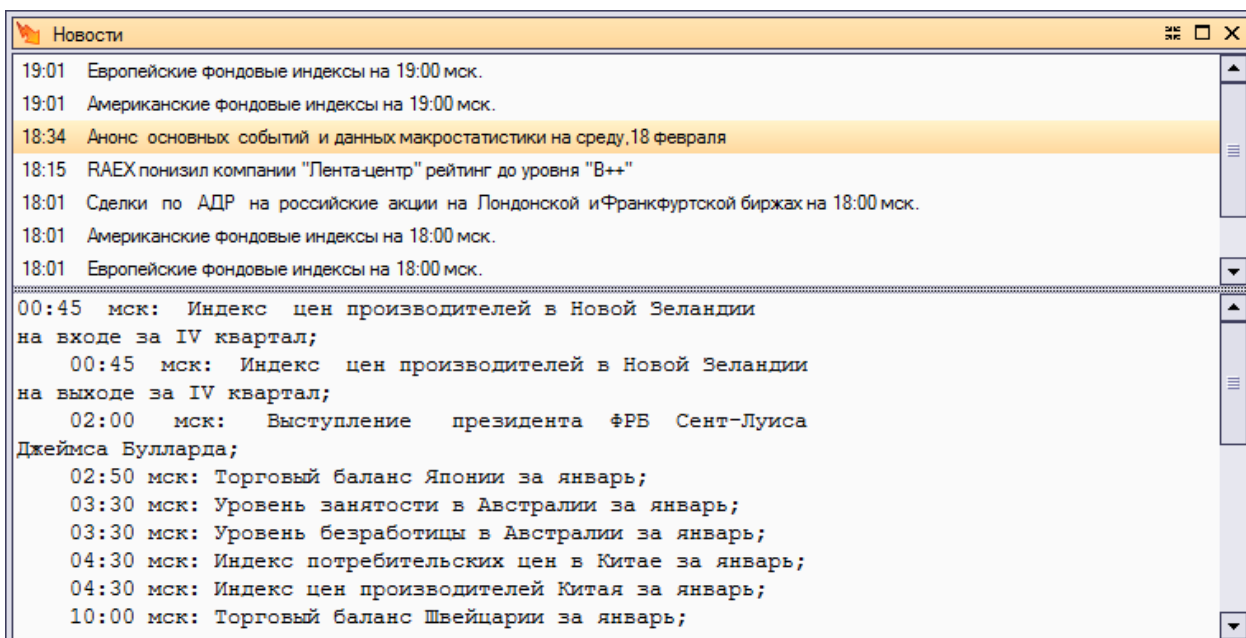 Новости
19:01 Европейские фондовые индексы на 19:00 мск.
19:01 Американские фондовые индексы на 19:00 мск.
18:34 Анонс основных событий и данных макростатистики на среду,18 февраля
18:15 RAEX понизил компании "Лента-центр" рейтинг до уровня "B++"
18:01 Сделки по АДР на российские акции на Лондонской иФранкфуртской биржах на 18:00 мск.
18:01 Американские фондовые индексы на 18:00 мск.
18:01 Европейские фондовые индексы на 18:00 мск.
00:45 мск: Индекс цен производителей в Новой Зеландии
на входе за IV квартал;
00:45 мск: Индекс цен производителей в Новой Зеландии
на выходе за IV квартал;
02:00 мск: Выступление президента ФРБ Сент-Луиса
Джеймса Булларда;
02:50 мск: Торговый баланс Японии за январь;
03:30 мск: Уровень занятости в Австралии за январь;
03:30 мск: Уровень безработицы в Австралии за январь;
04:30 мск: Индекс потребительских цен в Китае за январь;
04:30 мск: Индекс цен производителей Китая за январь;
10:00 мск: Торговый баланс Швейцарии за январь;